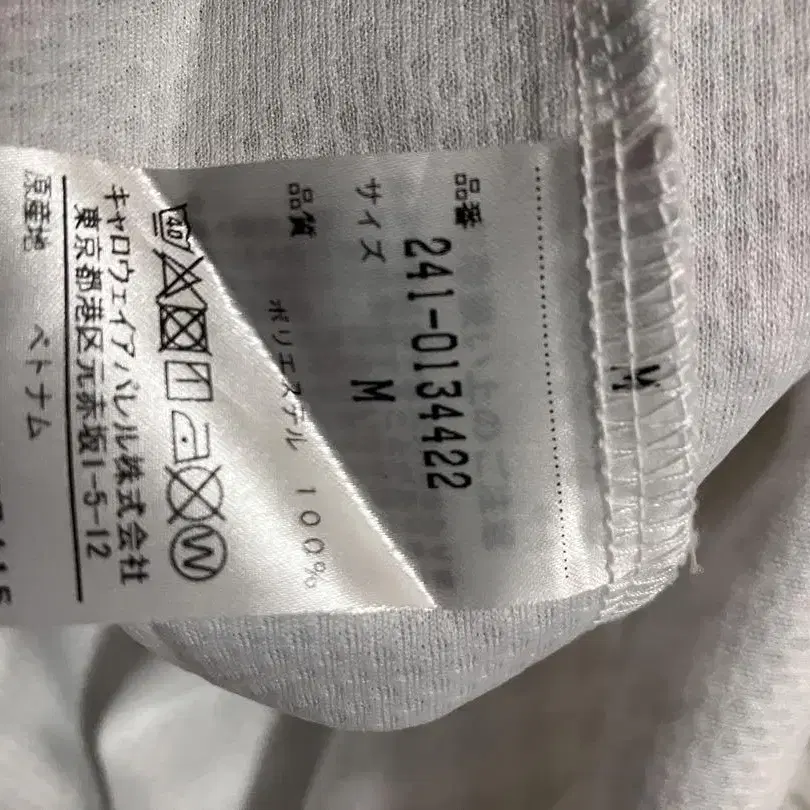 M
品番
241-0134422
サイズ
M
品質
ポリエステル 100%
40
W
キャロウェイアパレル株式会社
東京都港区元赤坂1-5-12
原産地 ベトナム